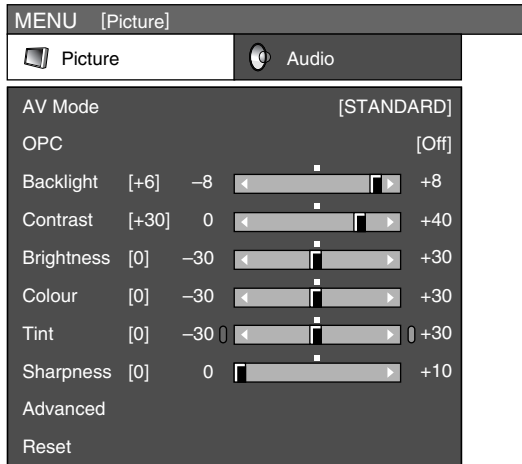 MENU [Picture]
Picture Audio
AV Mode [STANDARD]
OPC [Off]
Backlight [+6] –8 +8
Contrast [+30] 0 +40
Brightness [0] –30 +30
Colour [0] –30 +30
Tint [0] –30 +30
Sharpness [0] 0 +10
Advanced
Reset